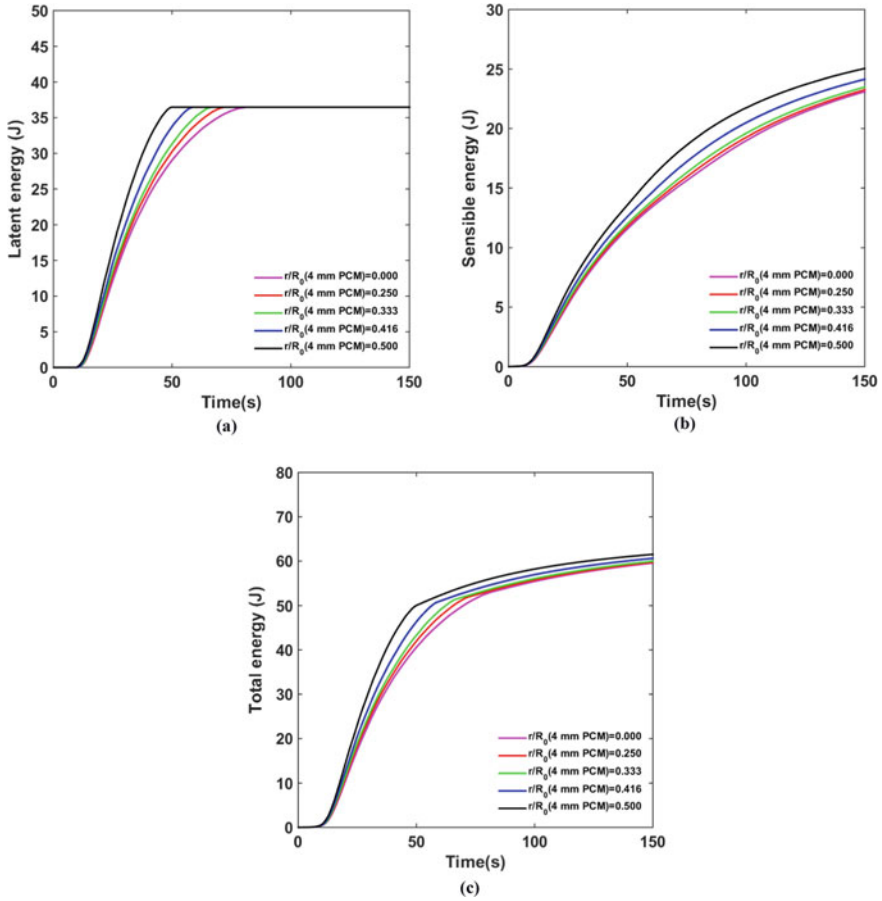 50
45
40
35
30
25
20
15
10
5
0
Latent energy (J)
r/R0(4 mm PCM)=0.000
r/R0(4 mm PCM)=0.250
r/R0(4 mm PCM)=0.333
r/R0(4 mm PCM)=0.416
r/R0(4 mm PCM)=0.500
0 50 100 150
Time(s)
(a)
30
25
20
15
10
5
0
Sensible energy (J)
r/R0(4 mm PCM)=0.000
r/R0(4 mm PCM)=0.250
r/R0(4 mm PCM)=0.333
r/R0(4 mm PCM)=0.416
r/R0(4 mm PCM)=0.500
0 50 100 150
Time(s)
(b)
80
70
60
50
40
30
20
10
0
Total energy (J)
r/R0(4 mm PCM)=0.000
r/R0(4 mm PCM)=0.250
r/R0(4 mm PCM)=0.333
r/R0(4 mm PCM)=0.416
r/R0(4 mm PCM)=0.500
0 50 100 150
Time(s)
(c)